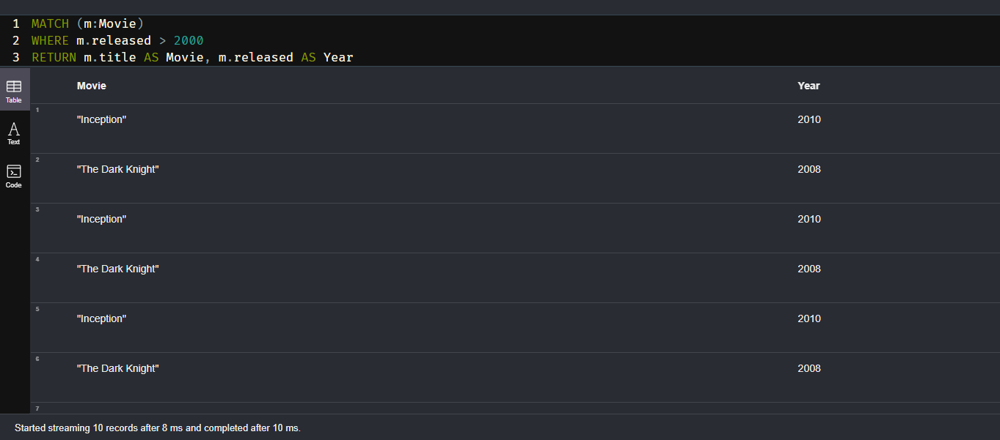 1 MATCH (m:Movie)
2 WHERE m.released > 2000
3 RETURN m.title AS Movie, m.released AS Year
Table
Text
Code
Movie Year
1 "Inception" 2010
2 "The Dark Knight" 2008
3 "Inception" 2010
4 "The Dark Knight" 2008
5 "Inception" 2010
6 "The Dark Knight" 2008
7
Started streaming 10 records after 8 ms and completed after 10 ms.